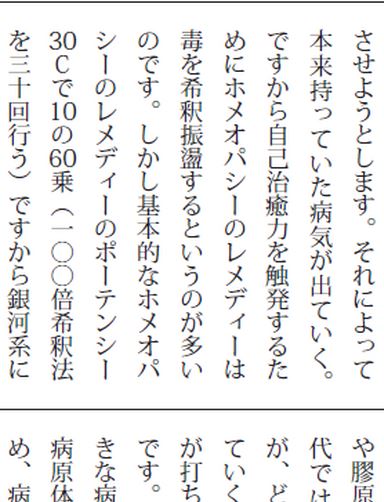 させようとします。それによって
本来持っていた病気が出ていく。
ですから自己治癒力を触発するた
めにホメオパシーのレメディーは
毒を希釈振盪するというのが多い
のです。しかし基本的なホメオパ
シーのレメディーのポーテンシー
30Cで10の60乗（一〇〇倍希釈法
を三十回行う）ですから銀河系に
や膠原
代では
が、ど
ていく
が打ち
です。
きな病
病原体
め、病